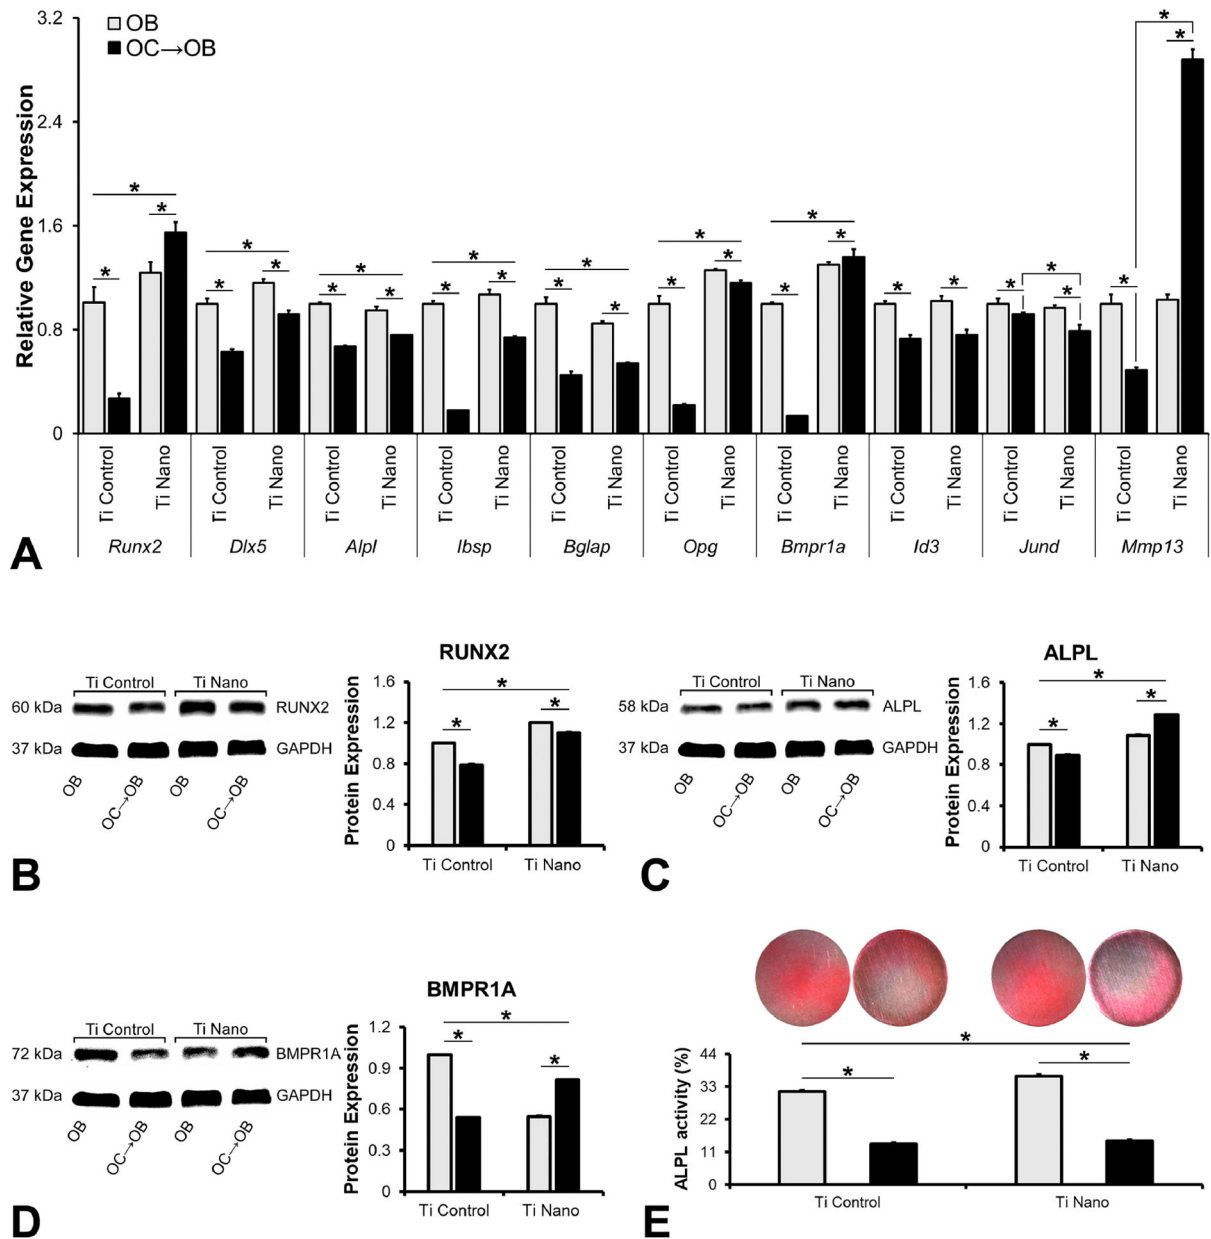 3.2
2.4
1.6
0.8
0
Relative Gene Expression
OB
OC→OB
* * * * * * * * * * * * * * * * * * * * * * * * * * * * *
Ti Control Ti Nano Ti Control Ti Nano Ti Control Ti Nano Ti Control Ti Nano Ti Control Ti Nano Ti Control Ti Nano Ti Control Ti Nano Ti Control Ti Nano Ti Control Ti Nano Ti Control Ti Nano
Runx2 Dlx5 Alpl Ibsp Bglap Opg Bmpr1a Id3 Jund Mmp13
A
Ti Control Ti Nano
60 kDa RUNX2
37 kDa GAPDH
OB OC→OB OB OC→OB
RUNX2
Protein Expression
1.6
1.2
0.8
0.4
0
* * *
Ti Control Ti Nano
B
Ti Control Ti Nano
58 kDa ALPL
37 kDa GAPDH
OB OC→OB OB OC→OB
ALPL
Protein Expression
1.6
1.2
0.8
0.4
0
* * *
Ti Control Ti Nano
C
Ti Control Ti Nano
72 kDa BMPR1A
37 kDa GAPDH
OB OC→OB OB OC→OB
BMPR1A
Protein Expression
1.2
0.9
0.6
0.3
0
* * *
Ti Control Ti Nano
D
ALPL activity (%)
44
33
22
11
0
* * *
Ti Control Ti Nano
E